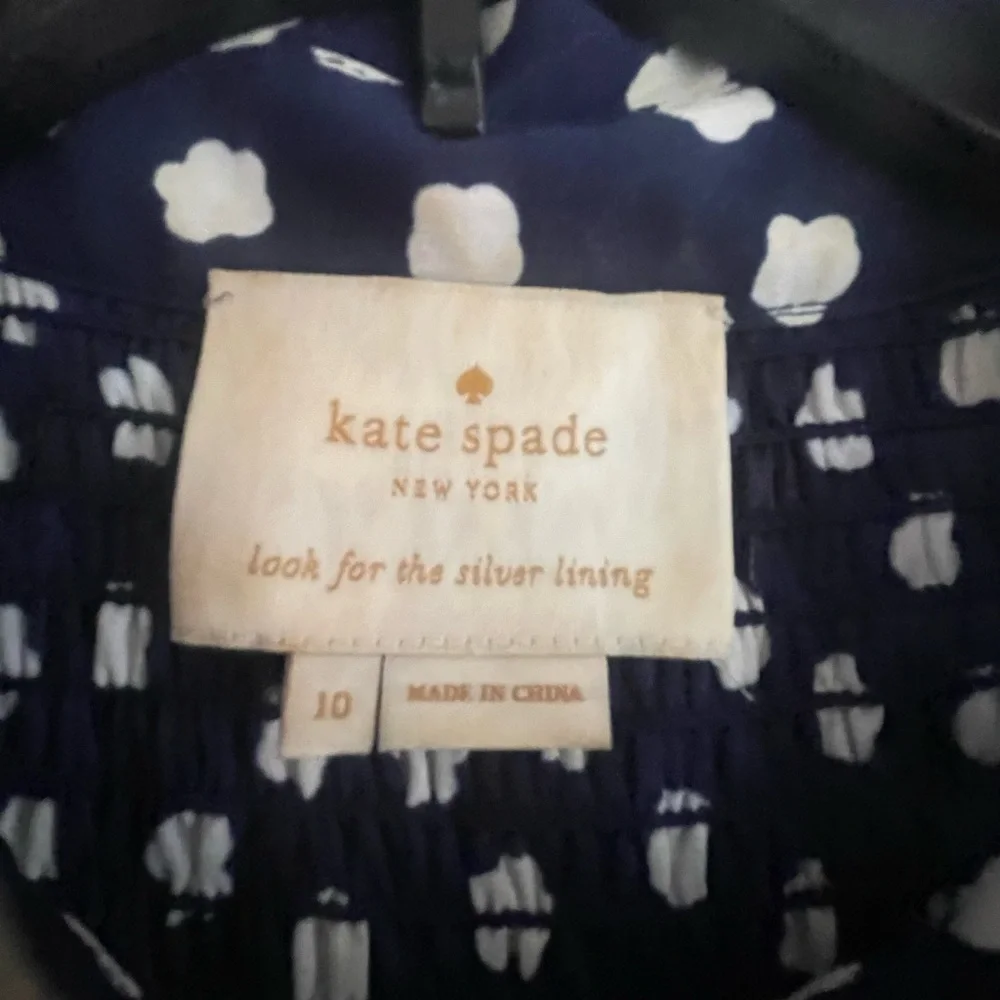 kate spade
NEW YORK
look for the silver lining
10
MADE IN CHINA